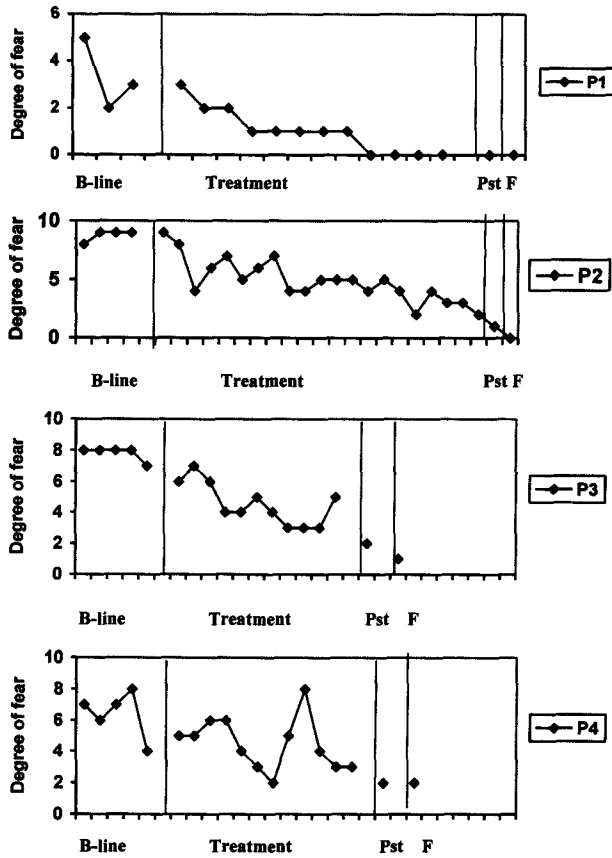 Degree of fear
6
4
2
0
P1
B-line Treatment Pst F
Degree of fear
10
5
0
P2
B-line Treatment Pst F
Degree of fear
10
8
6
4
2
0
P3
B-line Treatment Pst F
Degree of fear
10
8
6
4
2
0
P4
B-line Treatment Pst F